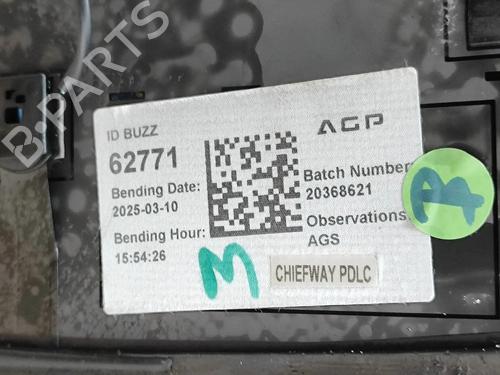 B-PARTS
ID BUZZ
AGP
62771
Bending Date:
2025-03-10
Batch Number:
20368621
Bending Hour:
15:54:26
Observations:
AGS
M
CHIEFWAY PDLC